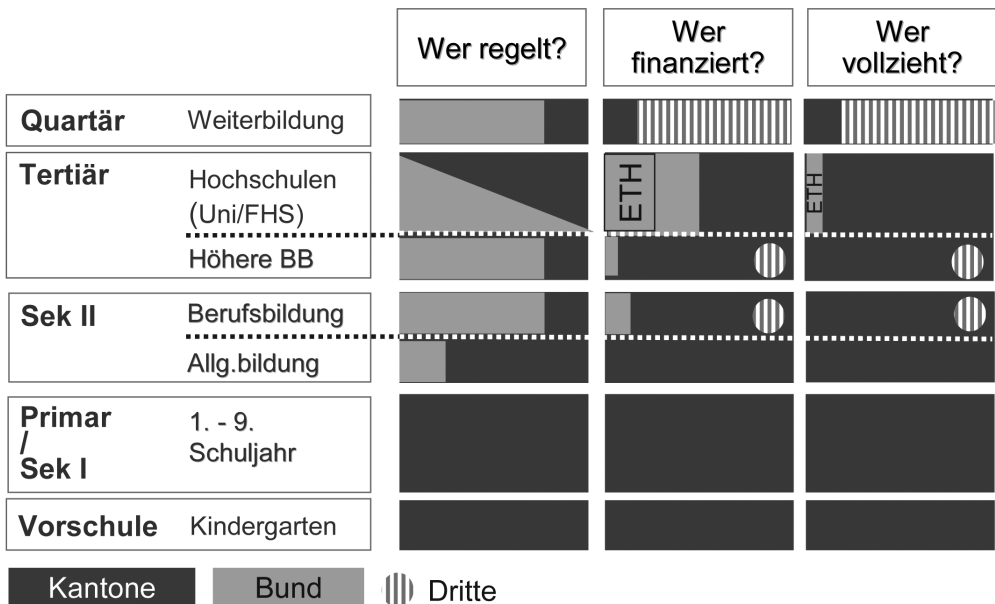 Wer regelt?
Wer
finanziert?
Wer
vollzieht?
Quartär Weiterbildung
Tertiär Hochschulen
(Uni/FHS)
ETH
ETH
Höhere BB
Sek II Berufsbildung
Allg.bildung
Primar 1. - 9.
/ Schuljahr
Sek I
Vorschule Kindergarten
Kantone Bund Dritte